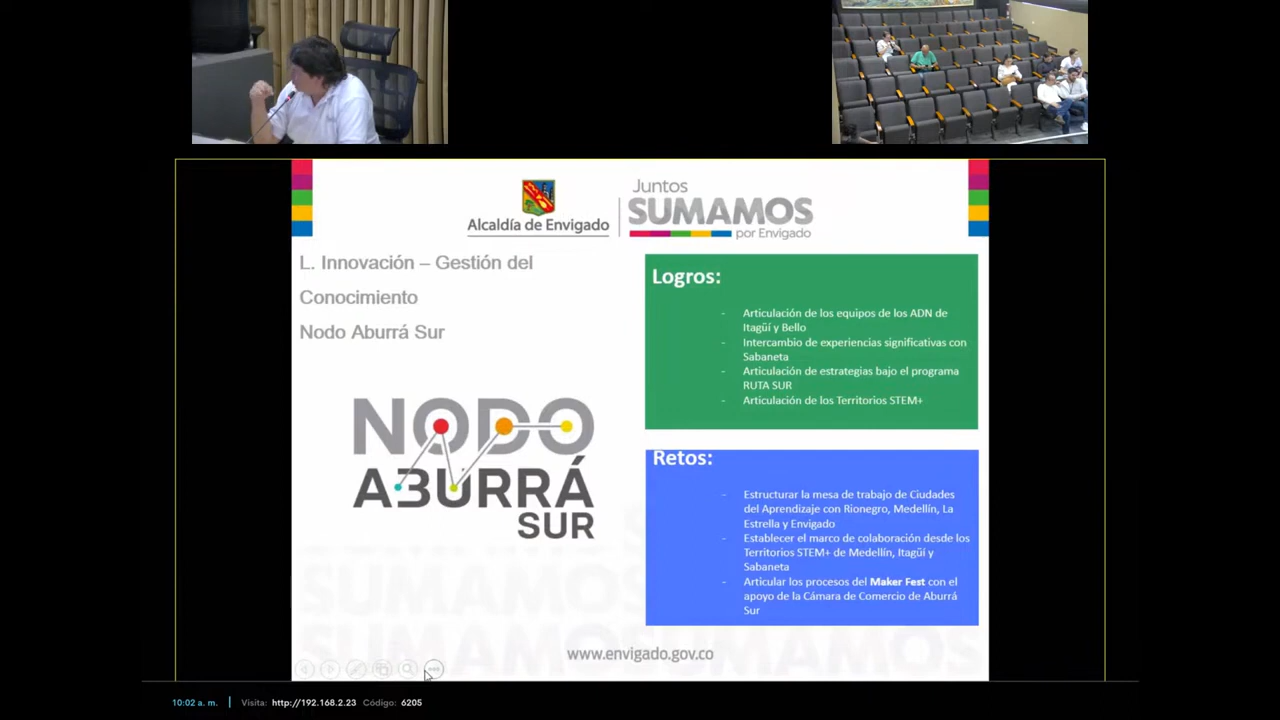 Alcaldía de Envigado
Juntos
SUMAMOS
por Envigado
L. Innovación – Gestión del
Conocimiento
Nodo Aburrá Sur
NODO
ABURRÁ
SUR
Logros:
- Articulación de los equipos de los ADN de
Itagüí y Bello
- Intercambio de experiencias significativas con
Sabaneta
- Articulación de estrategias bajo el programa
RUTA SUR
- Articulación de los Territorios STEM+
Retos:
- Estructurar la mesa de trabajo de Ciudades
del Aprendizaje con Rionegro, Medellín, La
Estrella y Envigado
- Establecer el marco de colaboración desde los
Territorios STEM+ de Medellín, Itagüí y
Sabaneta
- Articular los procesos del Maker Fest con el
apoyo de la Cámara de Comercio de Aburrá
Sur
SUMAMOS
SUMAMOSUMAMOS
www.envigado.gov.co
10:02 a. m. | Visita: http://192.168.2.23 Código: 6205